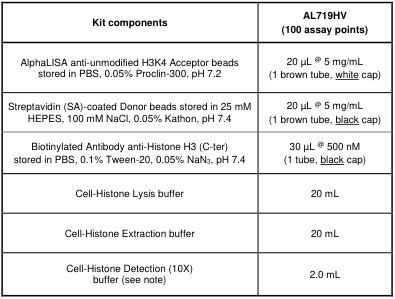 Kit components
AL719HV
(100 assay points)
AlphaLISA anti-unmodified H3K4 Acceptor beads
stored in PBS, 0.05% Proclin-300, pH 7.2
20 µL @ 5 mg/mL
(1 brown tube, white cap)
Streptavidin (SA)-coated Donor beads stored in 25 mM
HEPES, 100 mM NaCl, 0.05% Kathon, pH 7.4
20 µL @ 5 mg/mL
(1 brown tube, black cap)
Biotinylated Antibody anti-Histone H3 (C-ter)
stored in PBS, 0.1% Tween-20, 0.05% NaN₃, pH 7.4
30 µL @ 500 nM
(1 tube, black cap)
Cell-Histone Lysis buffer
20 mL
Cell-Histone Extraction buffer
20 mL
Cell-Histone Detection (10X)
buffer (see note)
2.0 mL